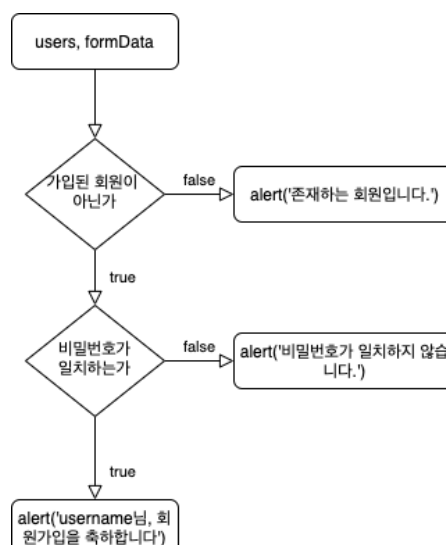 users, formData
가입된 회원이
아닌가
false
alert('존재하는 회원입니다.')
true
비밀번호가
일치하는가
false
alert('비밀번호가 일치하지 않습
니다.')
true
alert('username님, 회
원가입을 축하합니다')